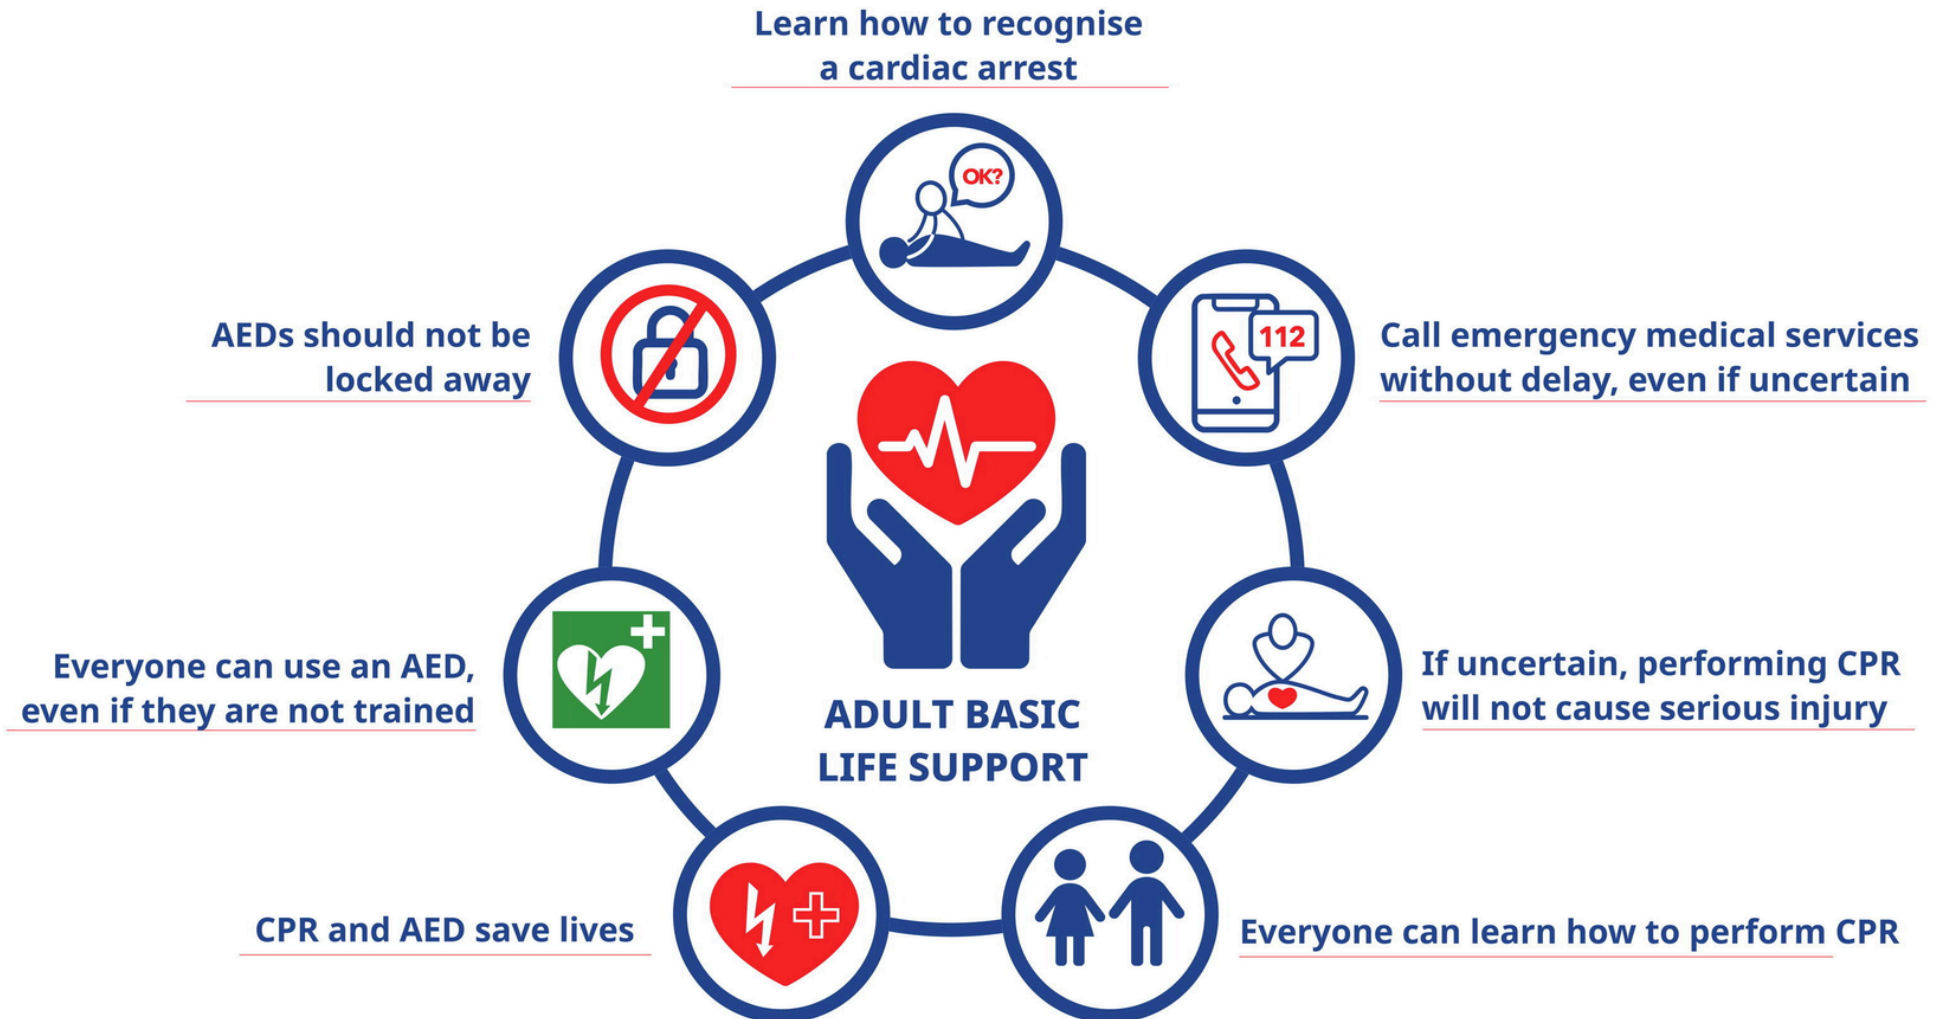 Learn how to recognise
a cardiac arrest
OK?
112
Call emergency medical services
without delay, even if uncertain
If uncertain, performing CPR
will not cause serious injury
Everyone can learn how to perform CPR
CPR and AED save lives
Everyone can use an AED,
even if they are not trained
AEDs should not be
locked away
ADULT BASIC
LIFE SUPPORT